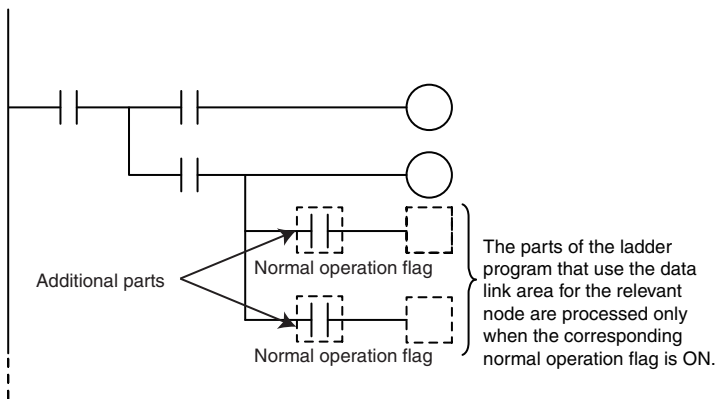 Additional parts
Normal operation flag
Normal operation flag
The parts of the ladder
program that use the data
link area for the relevant
node are processed only
when the corresponding
normal operation flag is ON.